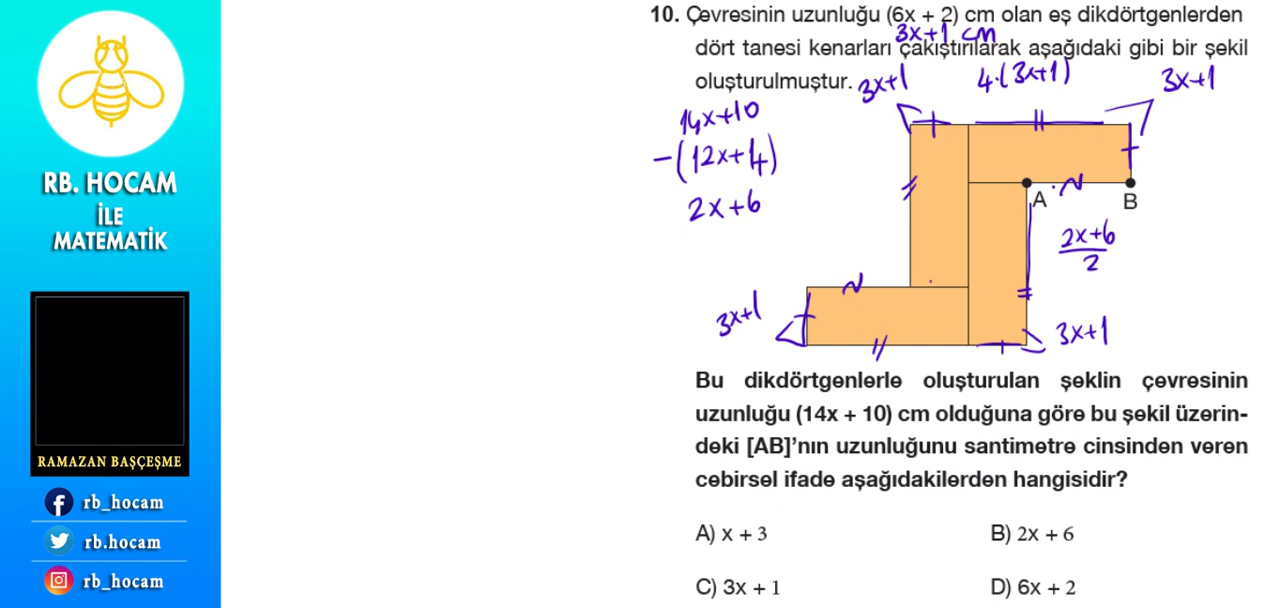 RB. HOCAM
İLE
MATEMATİK
RAMAZAN BAŞÇEŞME
rb_hocam
rb.hocam
rb_hocam
10. Çevresinin uzunluğu (6x + 2) cm olan eş dikdörtgenlerden
3x+1 cm
dört tanesi kenarları çakıştırılarak aşağıdaki gibi bir şekil
oluşturulmuştur.
3x+1
4.(3x+1)
3x+1
14x+10
-(12x+4)
2x+6
A
B
2x+6
2
3x+1
3x+1
Bu dikdörtgenlerle oluşturulan şeklin çevresinin
uzunluğu (14x + 10) cm olduğuna göre bu şekil üzerin-
deki [AB]'nın uzunluğunu santimetre cinsinden veren
cebirsel ifade aşağıdakilerden hangisidir?
A) x + 3
B) 2x + 6
C) 3x + 1
D) 6x + 2